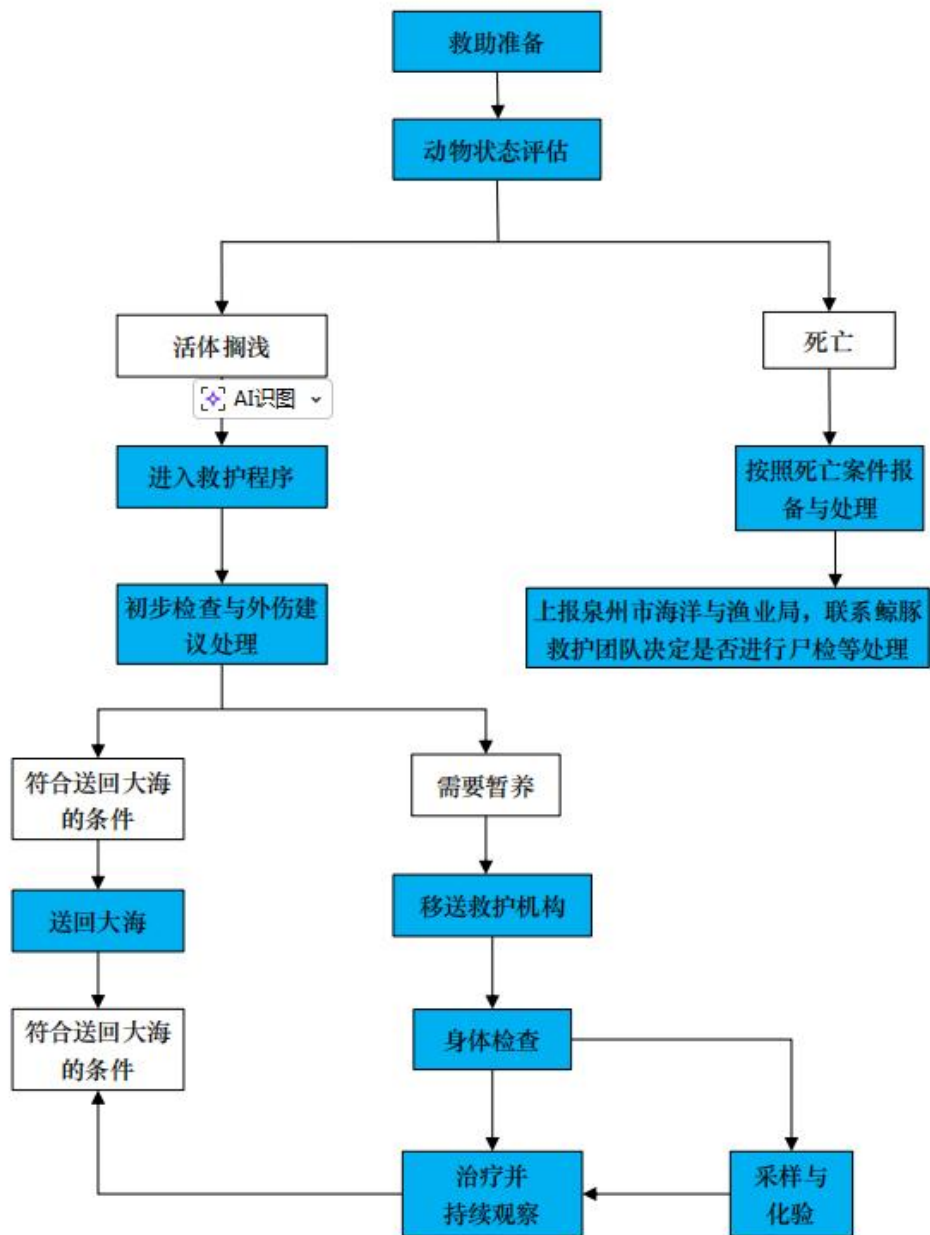 救助准备
动物状态评估
活体搁浅
死亡
AI识图
进入救护程序
按照死亡案件报
备与处理
初步检查与外伤建
议处理
上报泉州市海洋与渔业局，联系鲸豚
救护团队决定是否进行尸检等处理
符合送回大海
的条件
需要暂养
送回大海
移送救护机构
符合送回大海
的条件
身体检查
治疗并
持续观察
采样与
化验